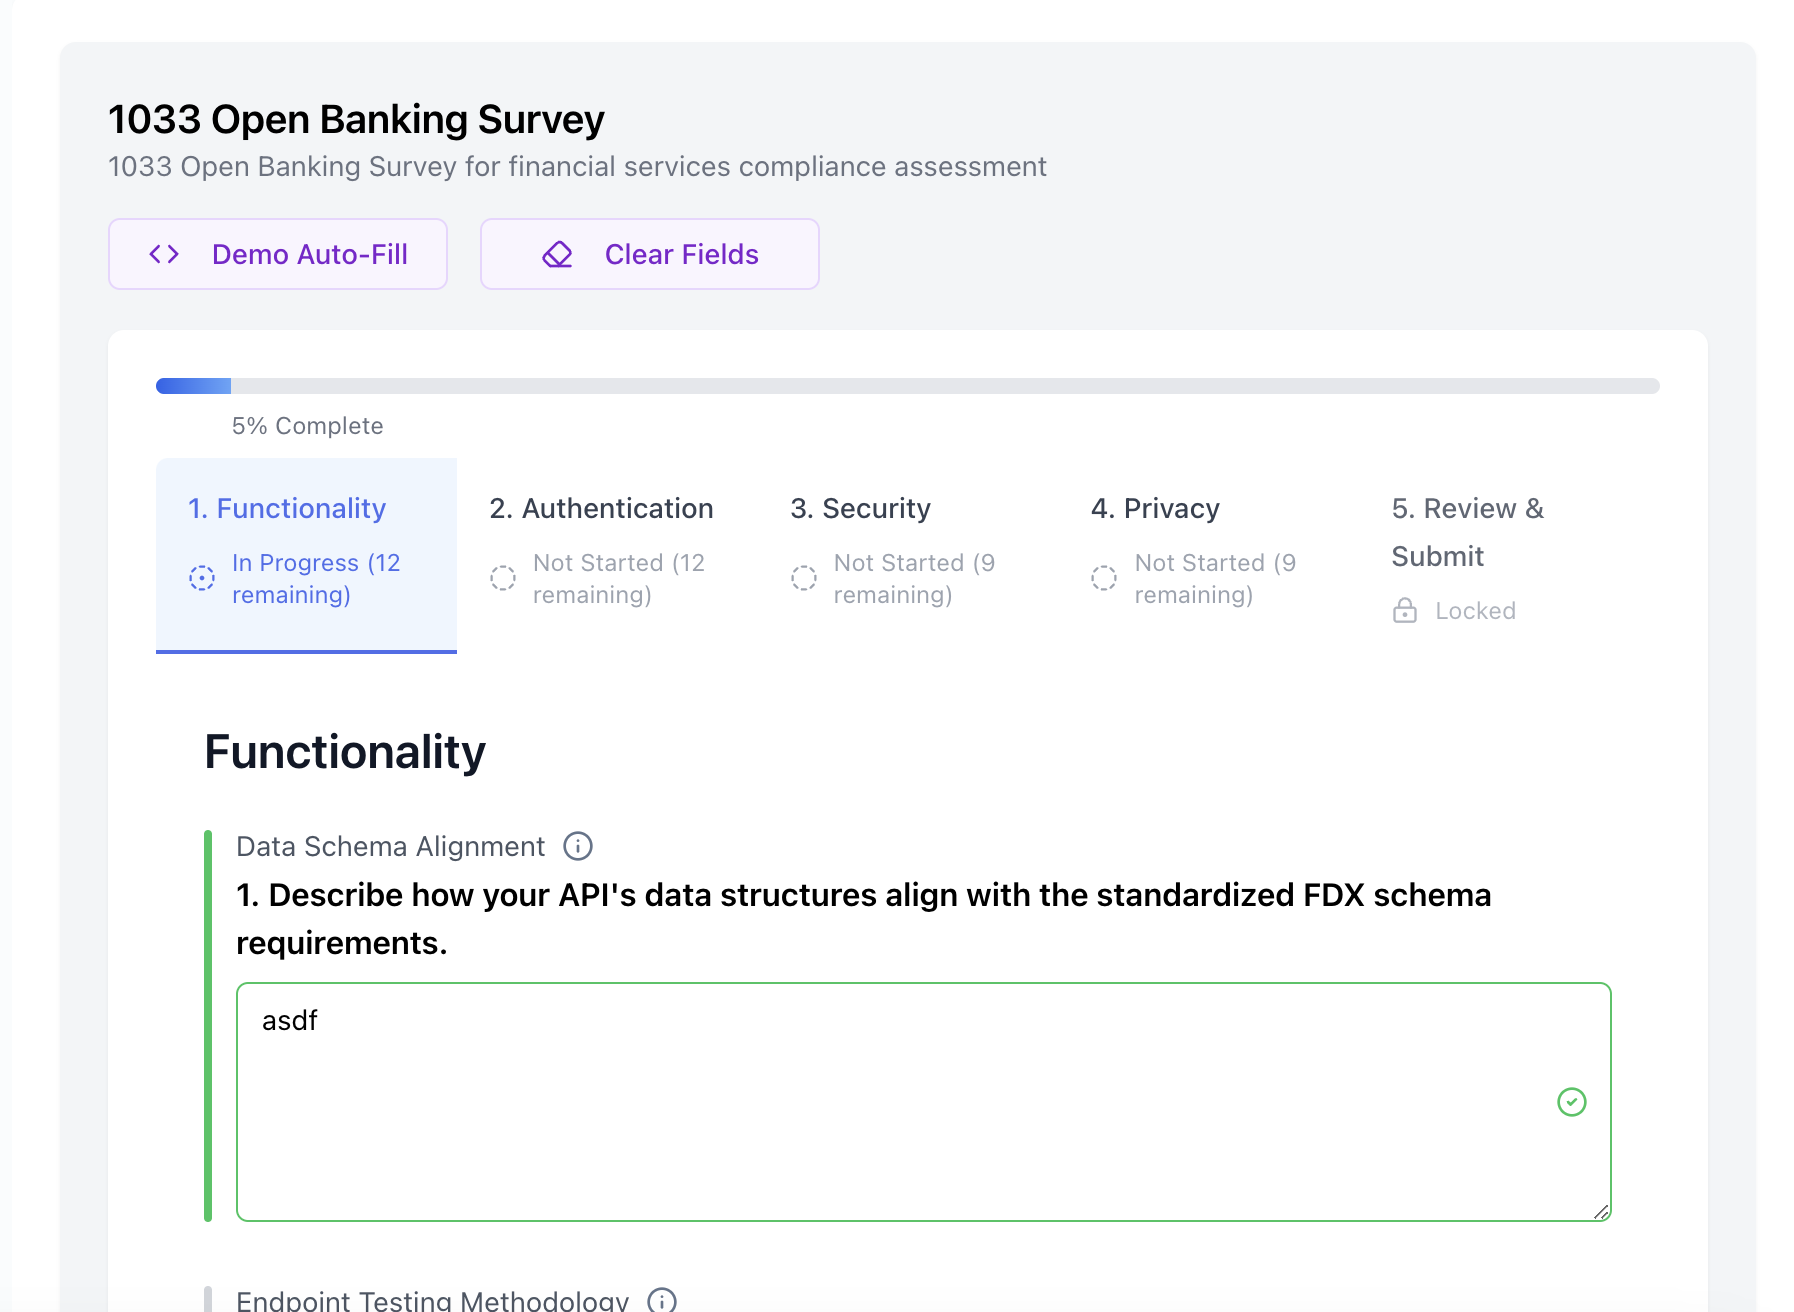 1033 Open Banking Survey
1033 Open Banking Survey for financial services compliance assessment
Demo Auto-Fill
Clear Fields
5% Complete
1. Functionality
In Progress (12
remaining)
2. Authentication
Not Started (12
remaining)
3. Security
Not Started (9
remaining)
4. Privacy
Not Started (9
remaining)
5. Review &
Submit
Locked
Functionality
Data Schema Alignment
1. Describe how your API's data structures align with the standardized FDX schema
requirements.
asdf
Endpoint Testing Methodology